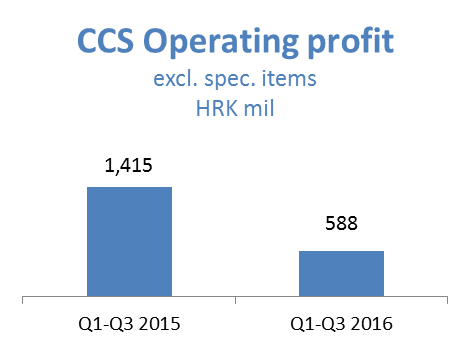 CCS Operating profit
excl. spec. items
HRK mil
1,415
588
Q1-Q3 2015
Q1-Q3 2016